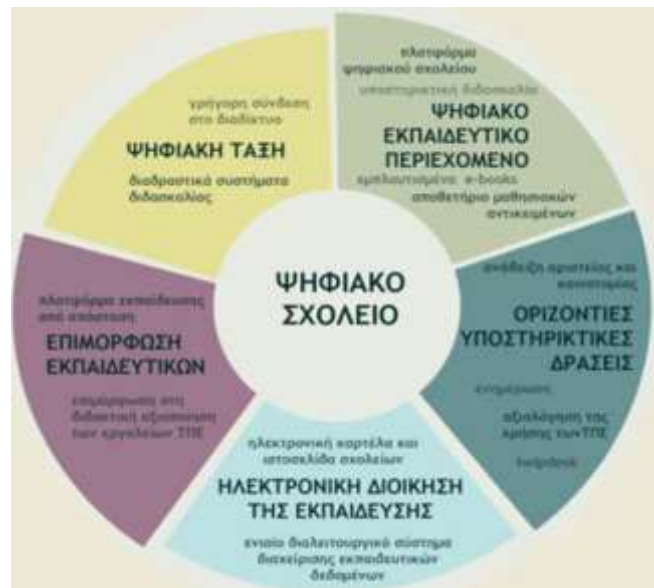 ΨΗΦΙΑΚΟ
ΣΧΟΛΕΙΟ
πλατφόρμα
ψηφιακού σχολείου
υποστηρικτική διδασκαλία
ΨΗΦΙΑΚΟ
ΕΚΠΑΙΔΕΥΤΙΚΟ
ΠΕΡΙΕΧΟΜΕΝΟ
εμπλουτισμένα e-books
αποθετήριο μαθησιακών
αντικειμένων
ανάδειξη αριστείας και
καινοτομίας
ΟΡΙΖΟΝΤΙΕΣ
ΥΠΟΣΤΗΡΙΚΤΙΚΕΣ
ΔΡΑΣΕΙΣ
ενημέρωση
αξιολόγηση της
χρήσης των ΤΠΕ
helpdesk
ηλεκτρονική καρτέλα και
ιστοσελίδα σχολείων
ΗΛΕΚΤΡΟΝΙΚΗ ΔΙΟΙΚΗΣΗ
ΤΗΣ ΕΚΠΑΙΔΕΥΣΗΣ
ενιαίο διαλειτουργικό σύστημα
διαχείρισης εκπαιδευτικών
δεδομένων
πλατφόρμα εκπαίδευσης
από απόσταση
ΕΠΙΜΟΡΦΩΣΗ
ΕΚΠΑΙΔΕΥΤΙΚΩΝ
επιμόρφωση στη
διδακτική αξιοποίηση
των εργαλείων ΤΠΕ
γρήγορη σύνδεση
στο διαδίκτυο
ΨΗΦΙΑΚΗ ΤΑΞΗ
διαδραστικά συστήματα
διδασκαλίας